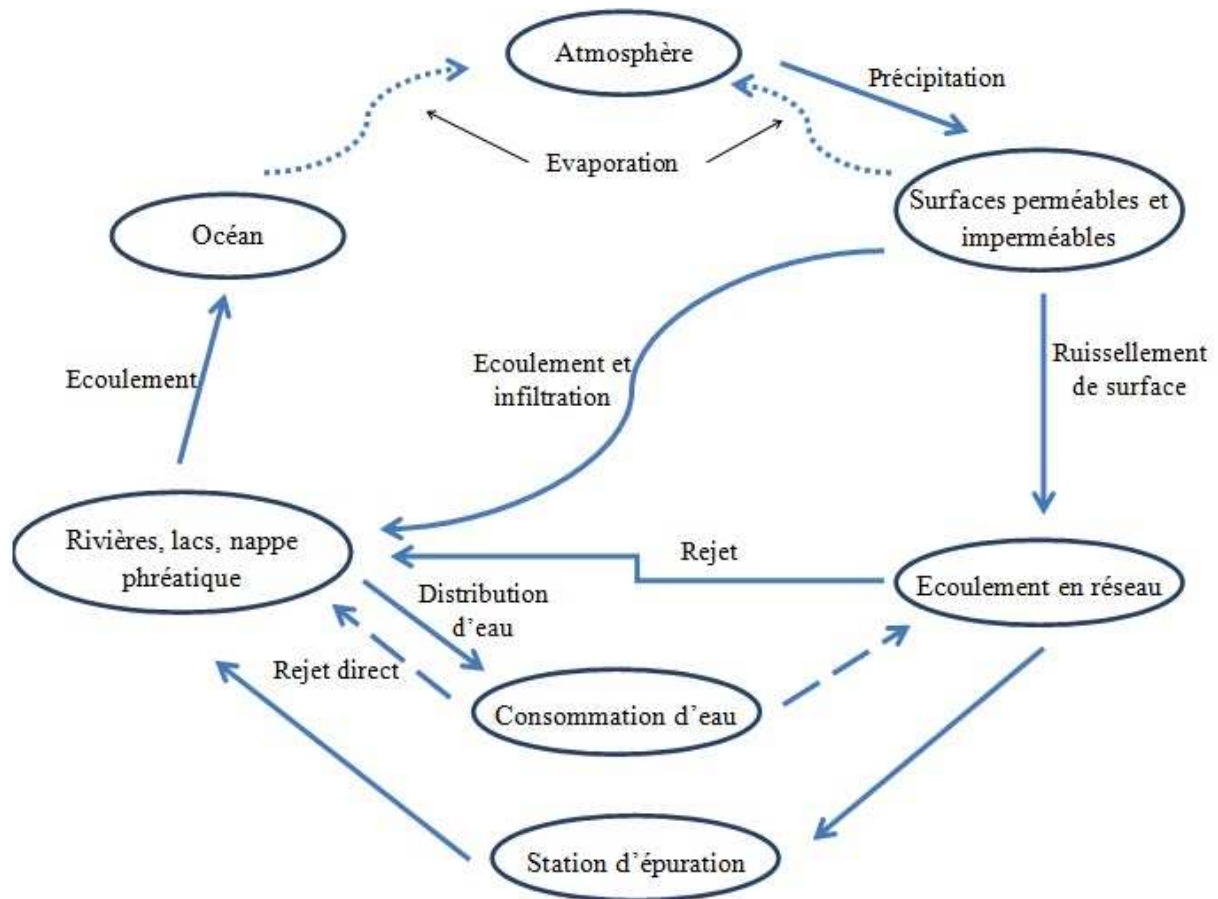 Atmosphère
Précipitation
Evaporation
Surfaces perméables et
imperméables
Océan
Ecoulement et
infiltration
Ruissellement
de surface
Ecoulement
Rivières, lacs, nappe
phréatique
Rejet
Ecoulement en réseau
Distribution
d’eau
Rejet direct
Consommation d’eau
Station d’épuration